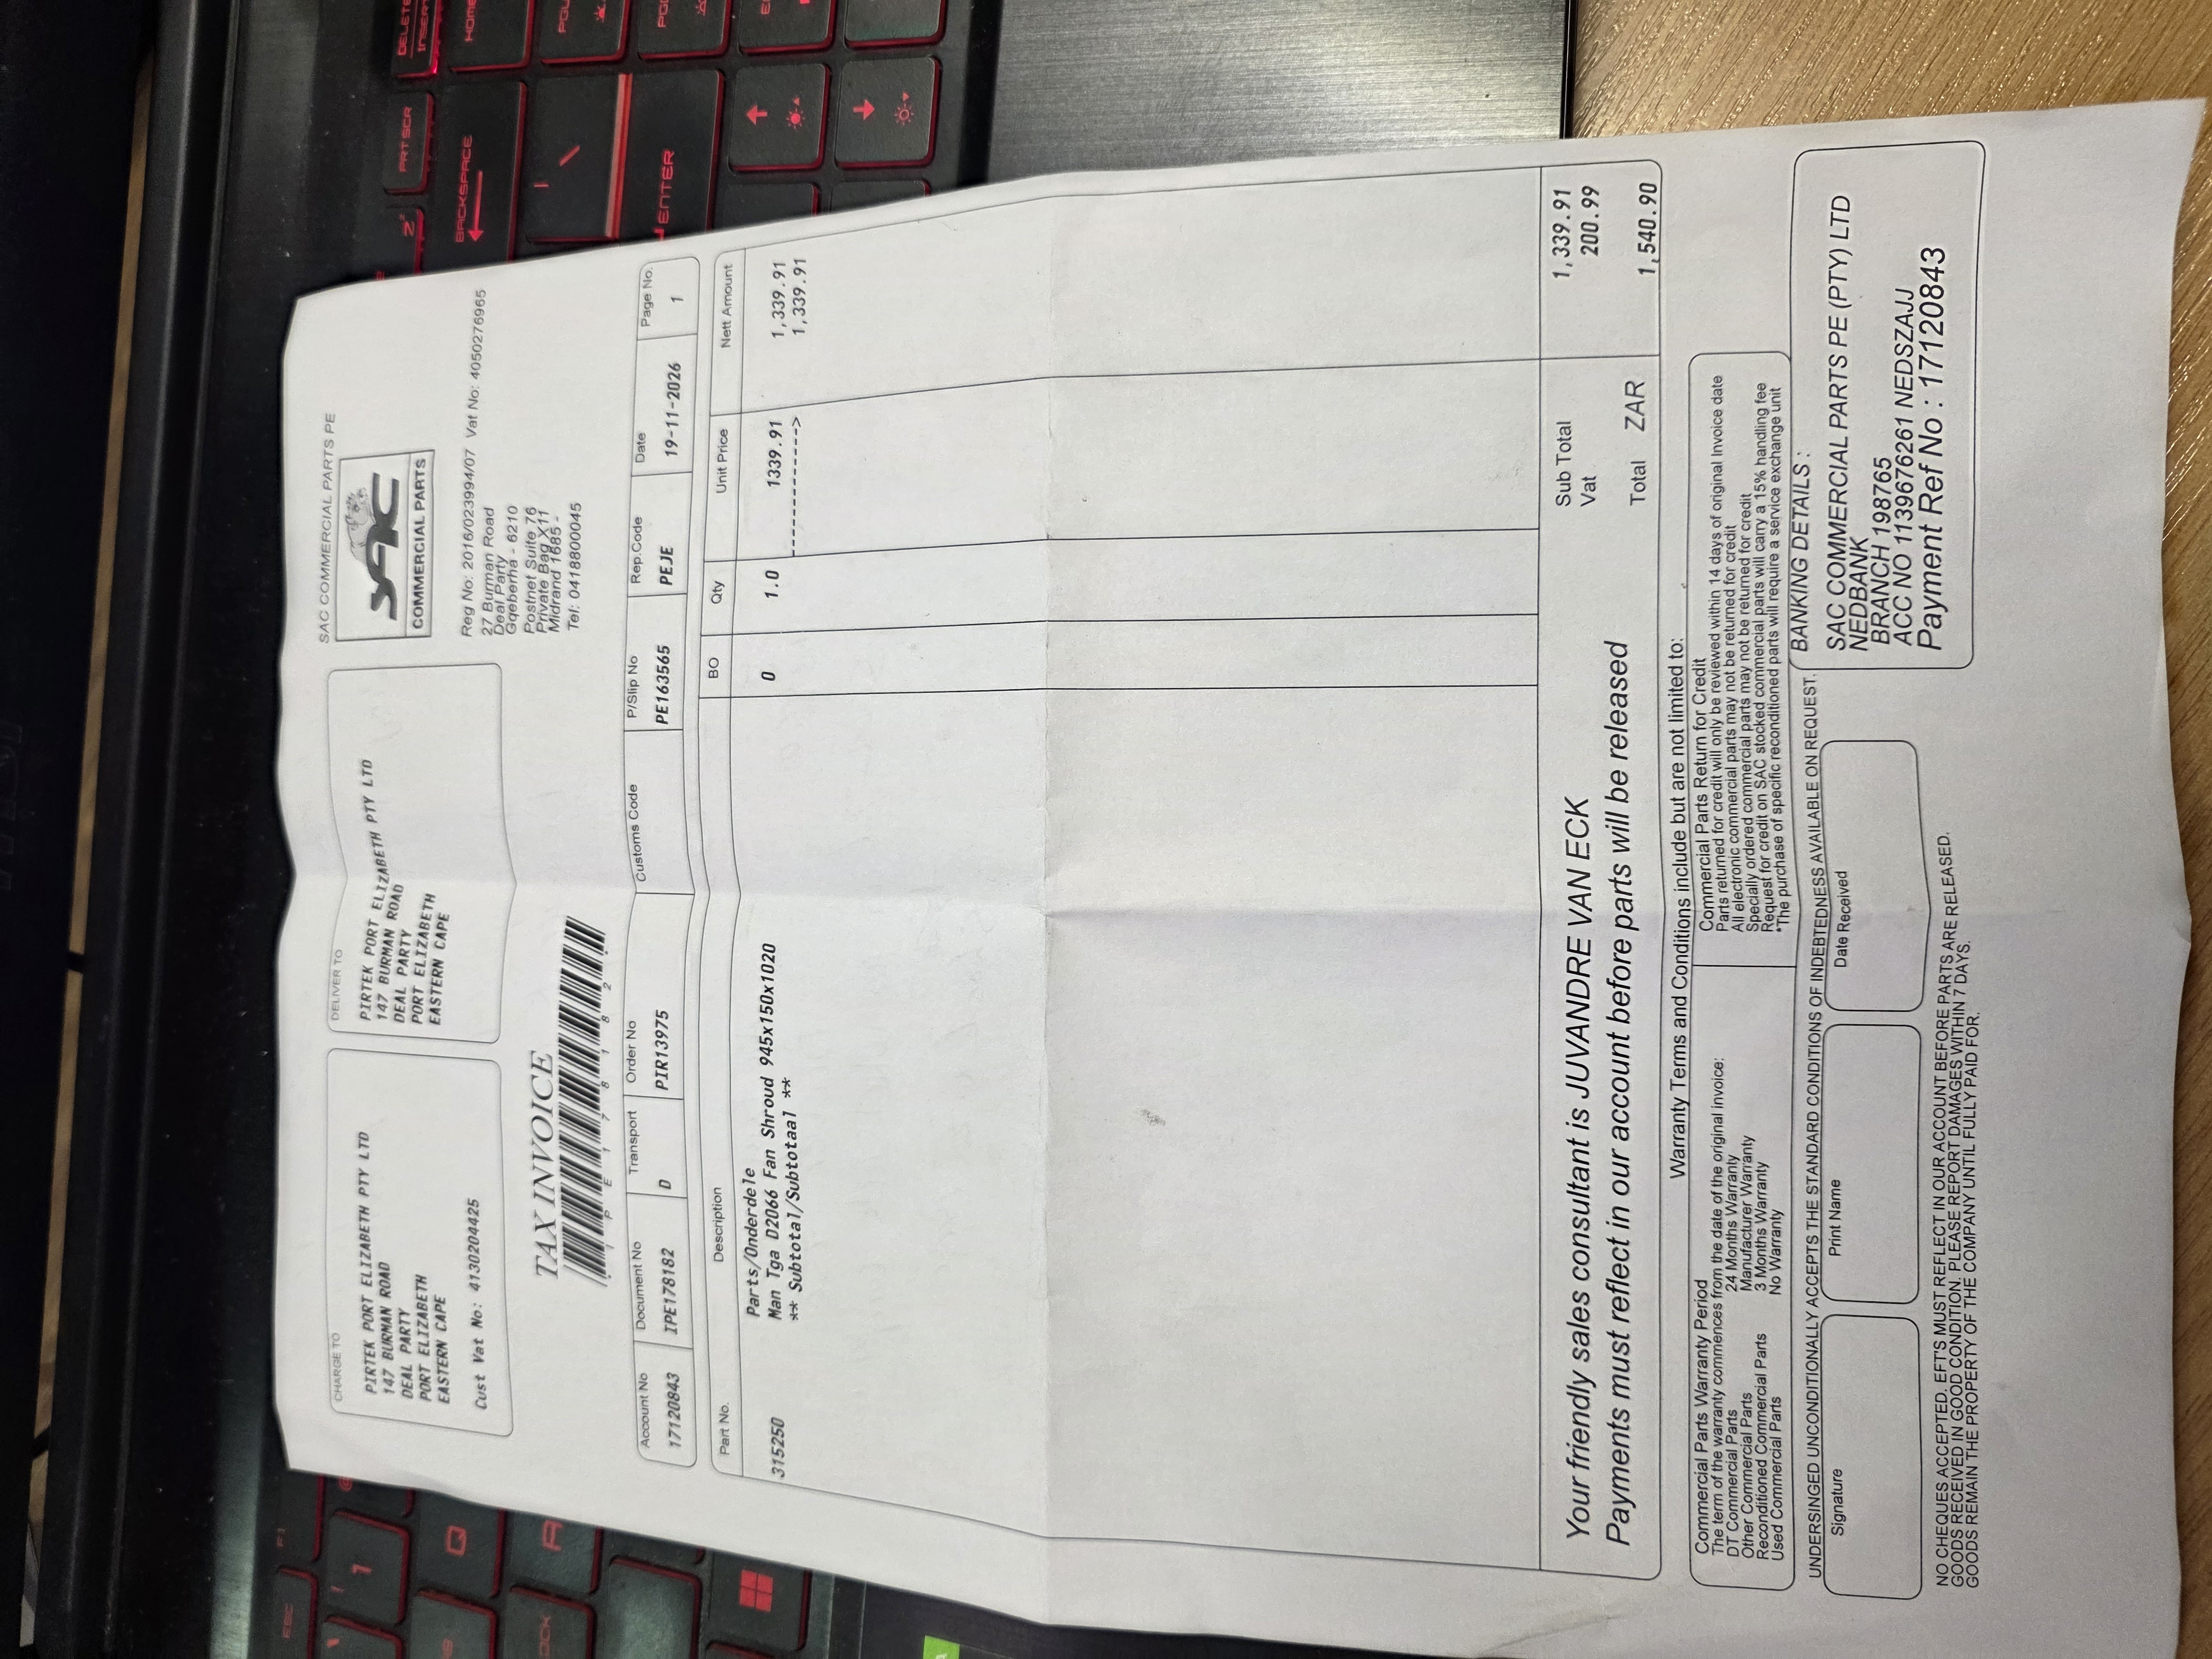 CHARGE TO
PIRTEK PORT ELIZABETH PTY LTD
147 BURMAN ROAD
DEAL PARTY
PORT ELIZABETH
EASTERN CAPE
Cust Vat No: 4130204425
DELIVER TO
PIRTEK PORT ELIZABETH PTY LTD
147 BURMAN ROAD
DEAL PARTY
PORT ELIZABETH
EASTERN CAPE
SAC COMMERCIAL PARTS PE
SAC
COMMERCIAL PARTS
Reg No: 2016/023994/07 Vat No: 4050276965
27 Burman Road
Deal Party
Gqeberha - 6210
Postnet Suite 76
Private Bag X11
Midrand 1685 -
Tel: 0418800045
TAX INVOICE
* I P E 1 7 8 1 8 2 *
Account No Document No Transport Order No Customs Code P/Slip No Rep.Code Date Page No.
17120843 IPE178182 D PIR13975 PE163565 PEJE 19-11-2026 1
Part No. Description BO Qty Unit Price Nett Amount
Parts/Onderdele
315250 Man Tga D2066 Fan Shroud 945x150x1020 0 1.0 1339.91 1,339.91
** Subtotal/Subtotaal ** -------------> 1,339.91
Your friendly sales consultant is JUVANDRE VAN ECK
Payments must reflect in our account before parts will be released
Sub Total 1,339.91
Vat 200.99
Total ZAR 1,540.90
Warranty Terms and Conditions include but are not limited to:
Commercial Parts Warranty Period
The term of the warranty commences from the date of the original invoice:
DT Commercial Parts 24 Months Warranty
Other Commercial Parts Manufacturer Warranty
Reconditioned Commercial Parts 3 Months Warranty
Used Commercial Parts No Warranty
Commercial Parts Return for Credit
Parts returned for credit will only be reviewed within 14 days of original Invoice date
All electronic commercial parts may not be returned for credit
Specially ordered commercial parts may not be returned for credit
Request for credit on SAC stocked commercial parts will carry a 15% handling fee
*The purchase of specific reconditioned parts will require a service exchange unit
UNDERSINGED UNCONDITIONALLY ACCEPTS THE STANDARD CONDITIONS OF INDEBTEDNESS AVAILABLE ON REQUEST.
Signature
Print Name
Date Received
BANKING DETAILS :
SAC COMMERCIAL PARTS PE (PTY) LTD
NEDBANK
BRANCH 198765
ACC NO 1139676261 NEDSZAJJ
Payment Ref No : 17120843
NO CHEQUES ACCEPTED. EFT'S MUST REFLECT IN OUR ACCOUNT BEFORE PARTS ARE RELEASED.
GOODS RECEIVED IN GOOD CONDITION. PLEASE REPORT DAMAGES WITHIN 7 DAYS.
GOODS REMAIN THE PROPERTY OF THE COMPANY UNTIL FULLY PAID FOR.
ESC
F1
! 1
Q
A
PRT SCR
DELETE
INSERT
BACKSPACE
HOME
\
ENTER